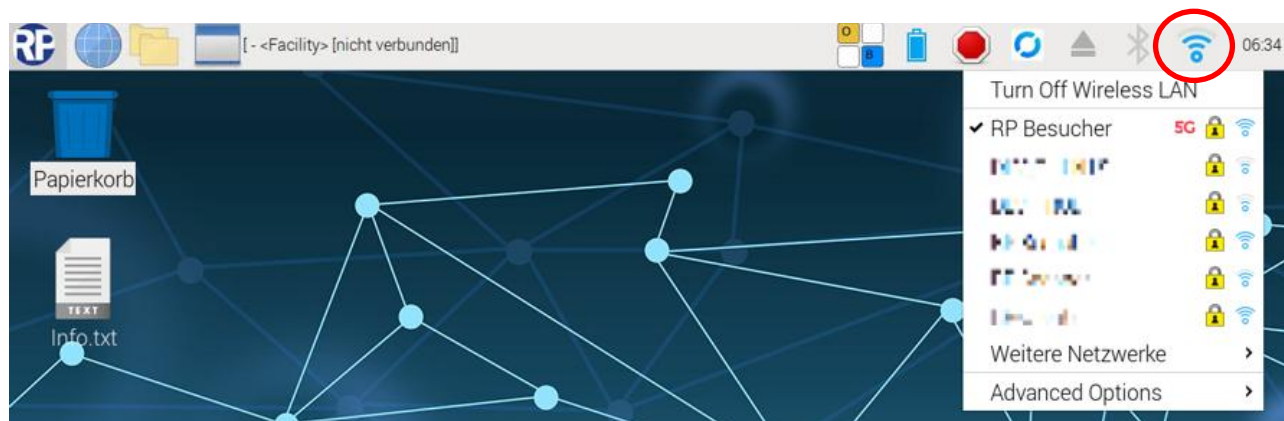 RP
[ - <Facility> [nicht verbunden]]
O
B
06:34
Papierkorb
TEXT
Info.txt
Turn Off Wireless LAN
RP Besucher 5G
Weitere Netzwerke
Advanced Options